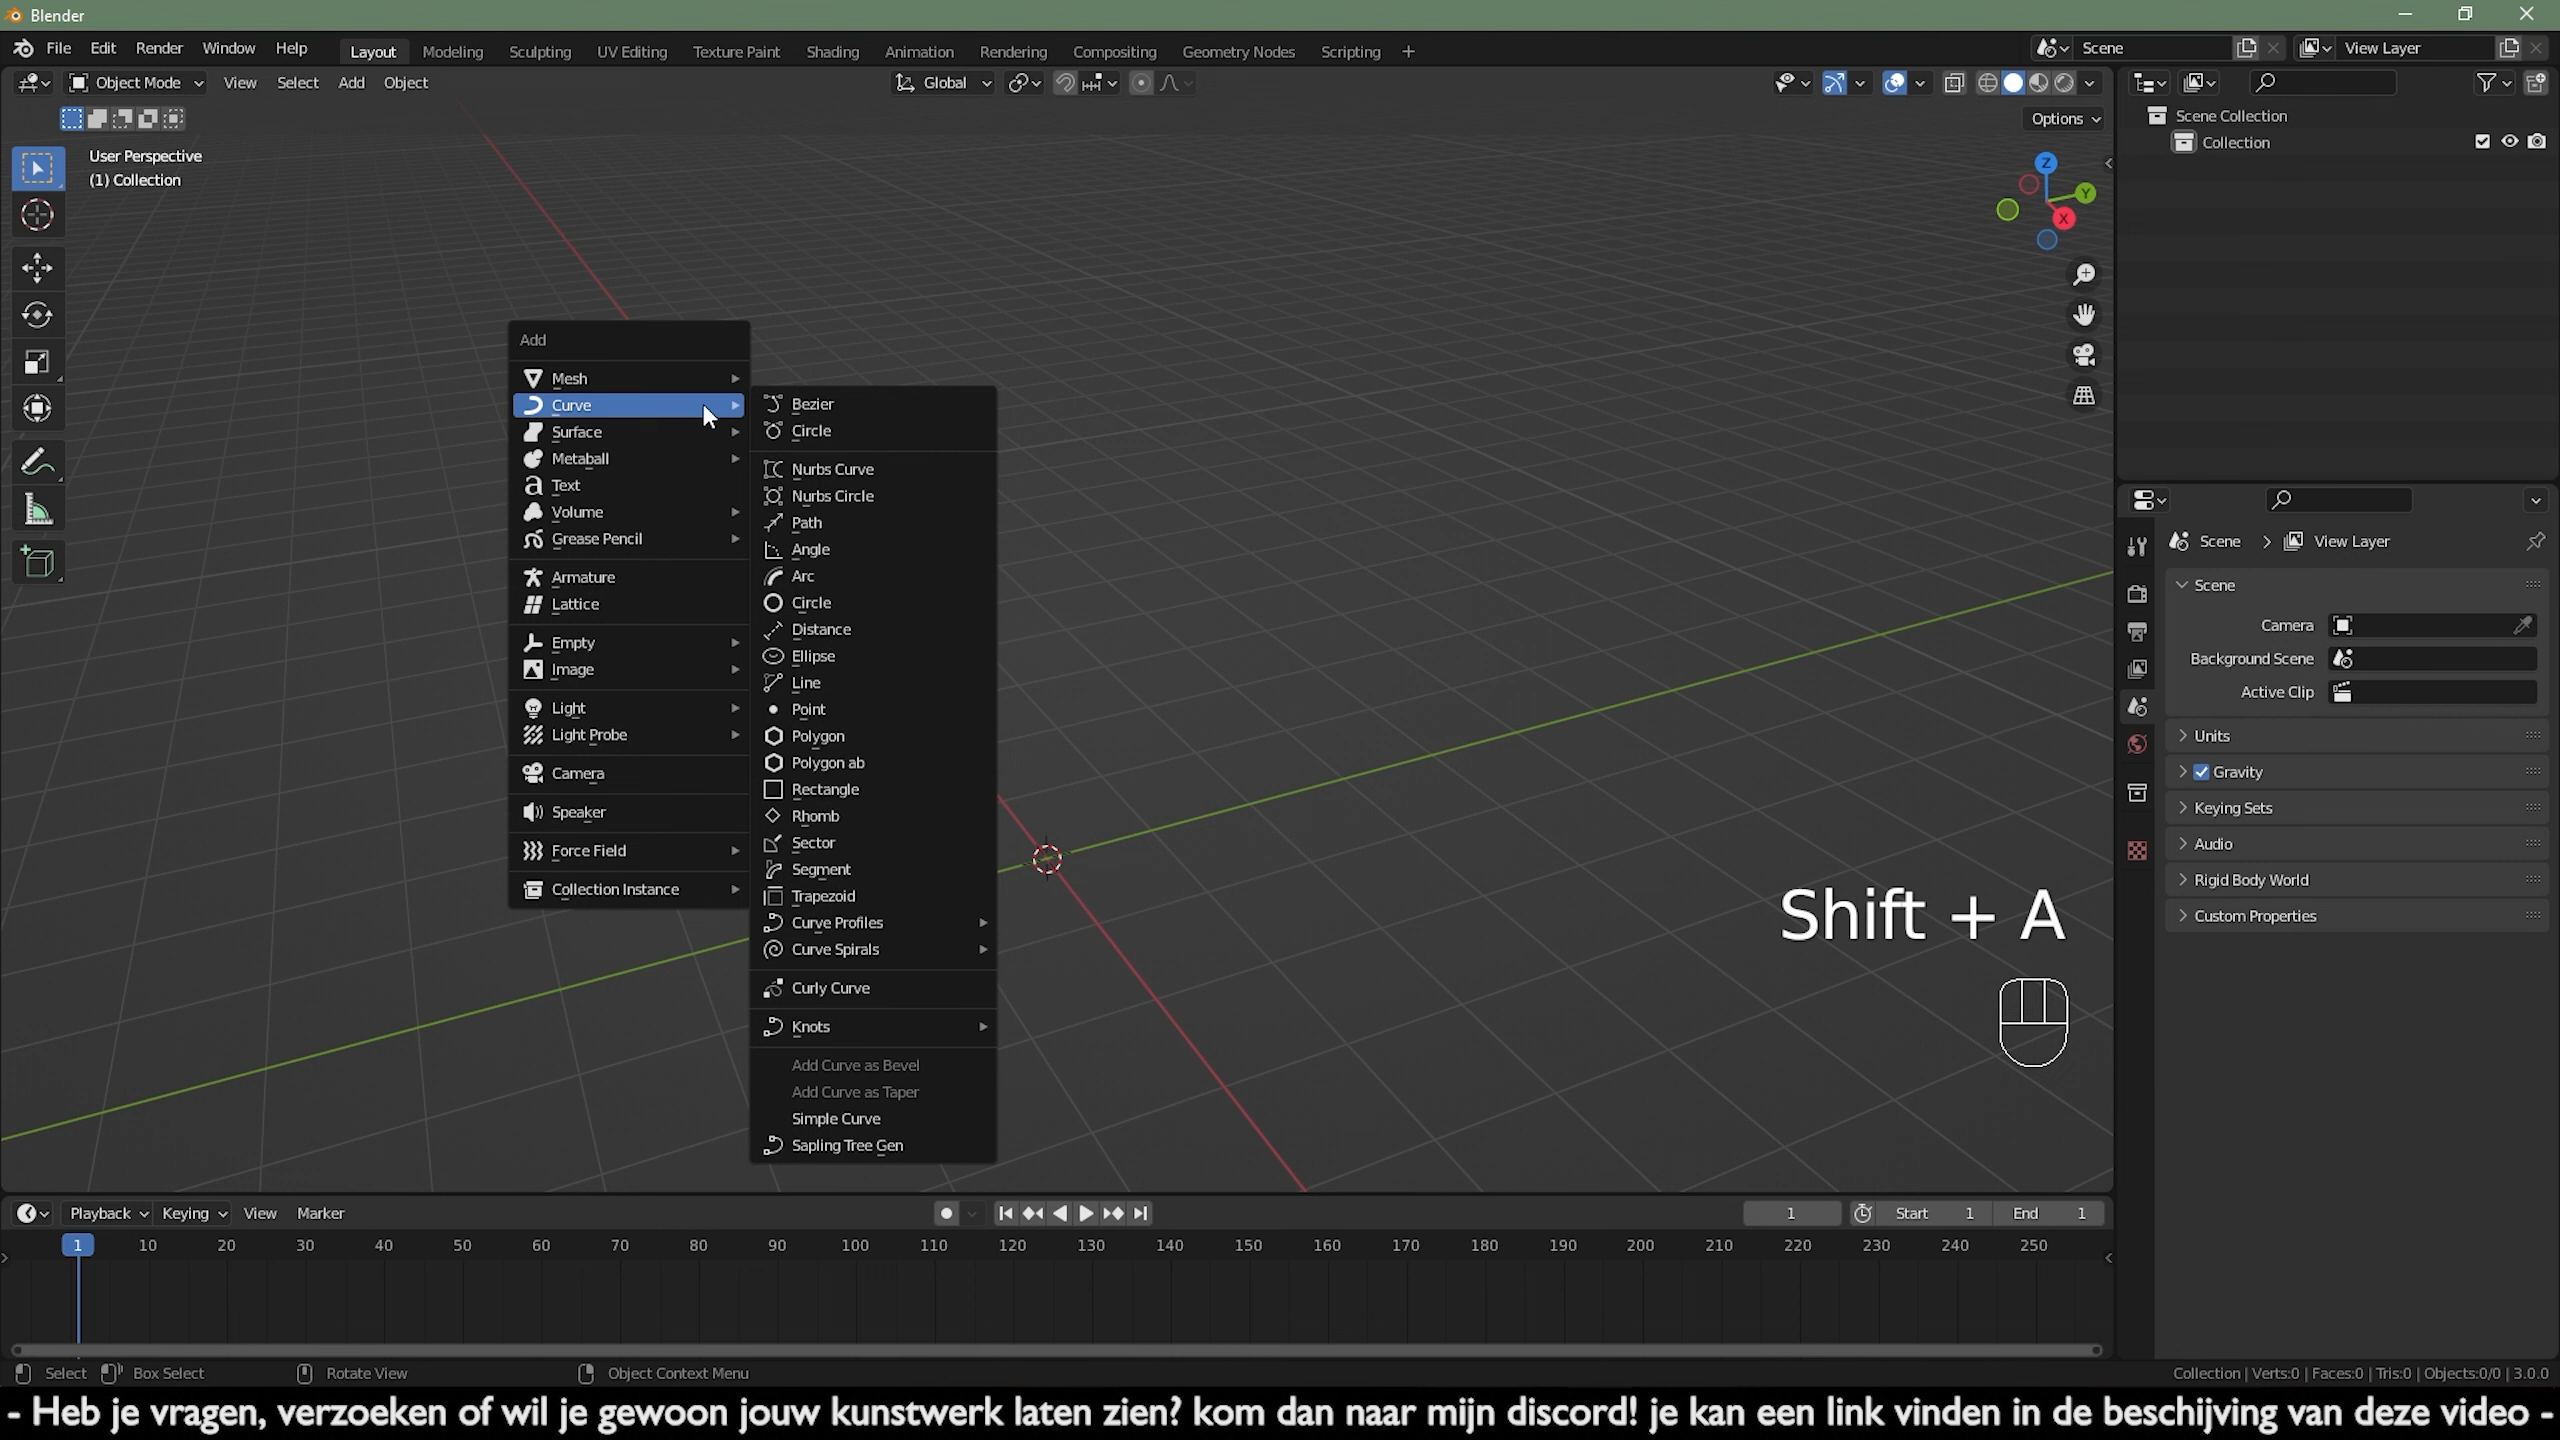 Blender
File Edit Render Window Help Layout Modeling Sculpting UV Editing Texture Paint Shading Animation Rendering Compositing Geometry Nodes Scripting + Scene View Layer
Object Mode View Select Add Object Global
Options
User Perspective
(1) Collection
Z
Y
X
Scene Collection
Collection
Add
Mesh
Curve
Surface
Metaball
Text
Volume
Grease Pencil
Armature
Lattice
Empty
Image
Light
Light Probe
Camera
Speaker
Force Field
Collection Instance
Bezier
Circle
Nurbs Curve
Nurbs Circle
Path
Angle
Arc
Circle
Distance
Ellipse
Line
Point
Polygon
Polygon ab
Rectangle
Rhomb
Sector
Segment
Trapezoid
Curve Profiles
Curve Spirals
Curly Curve
Knots
Add Curve as Bevel
Add Curve as Taper
Simple Curve
Sapling Tree Gen
Shift + A
Scene > View Layer
Scene
Camera
Background Scene
Active Clip
Units
Gravity
Keying Sets
Audio
Rigid Body World
Custom Properties
Playback Keying View Marker 1 Start 1 End 1
1 10 20 30 40 50 60 70 80 90 100 110 120 130 140 150 160 170 180 190 200 210 220 230 240 250
Select Box Select Rotate View Object Context Menu Collection | Verts:0 | Faces:0 | Tris:0 | Objects:0/0 | 3.0.0
- Heb je vragen, verzoeken of wil je gewoon jouw kunstwerk laten zien? kom dan naar mijn discord! je kan een link vinden in de beschijving van deze video -